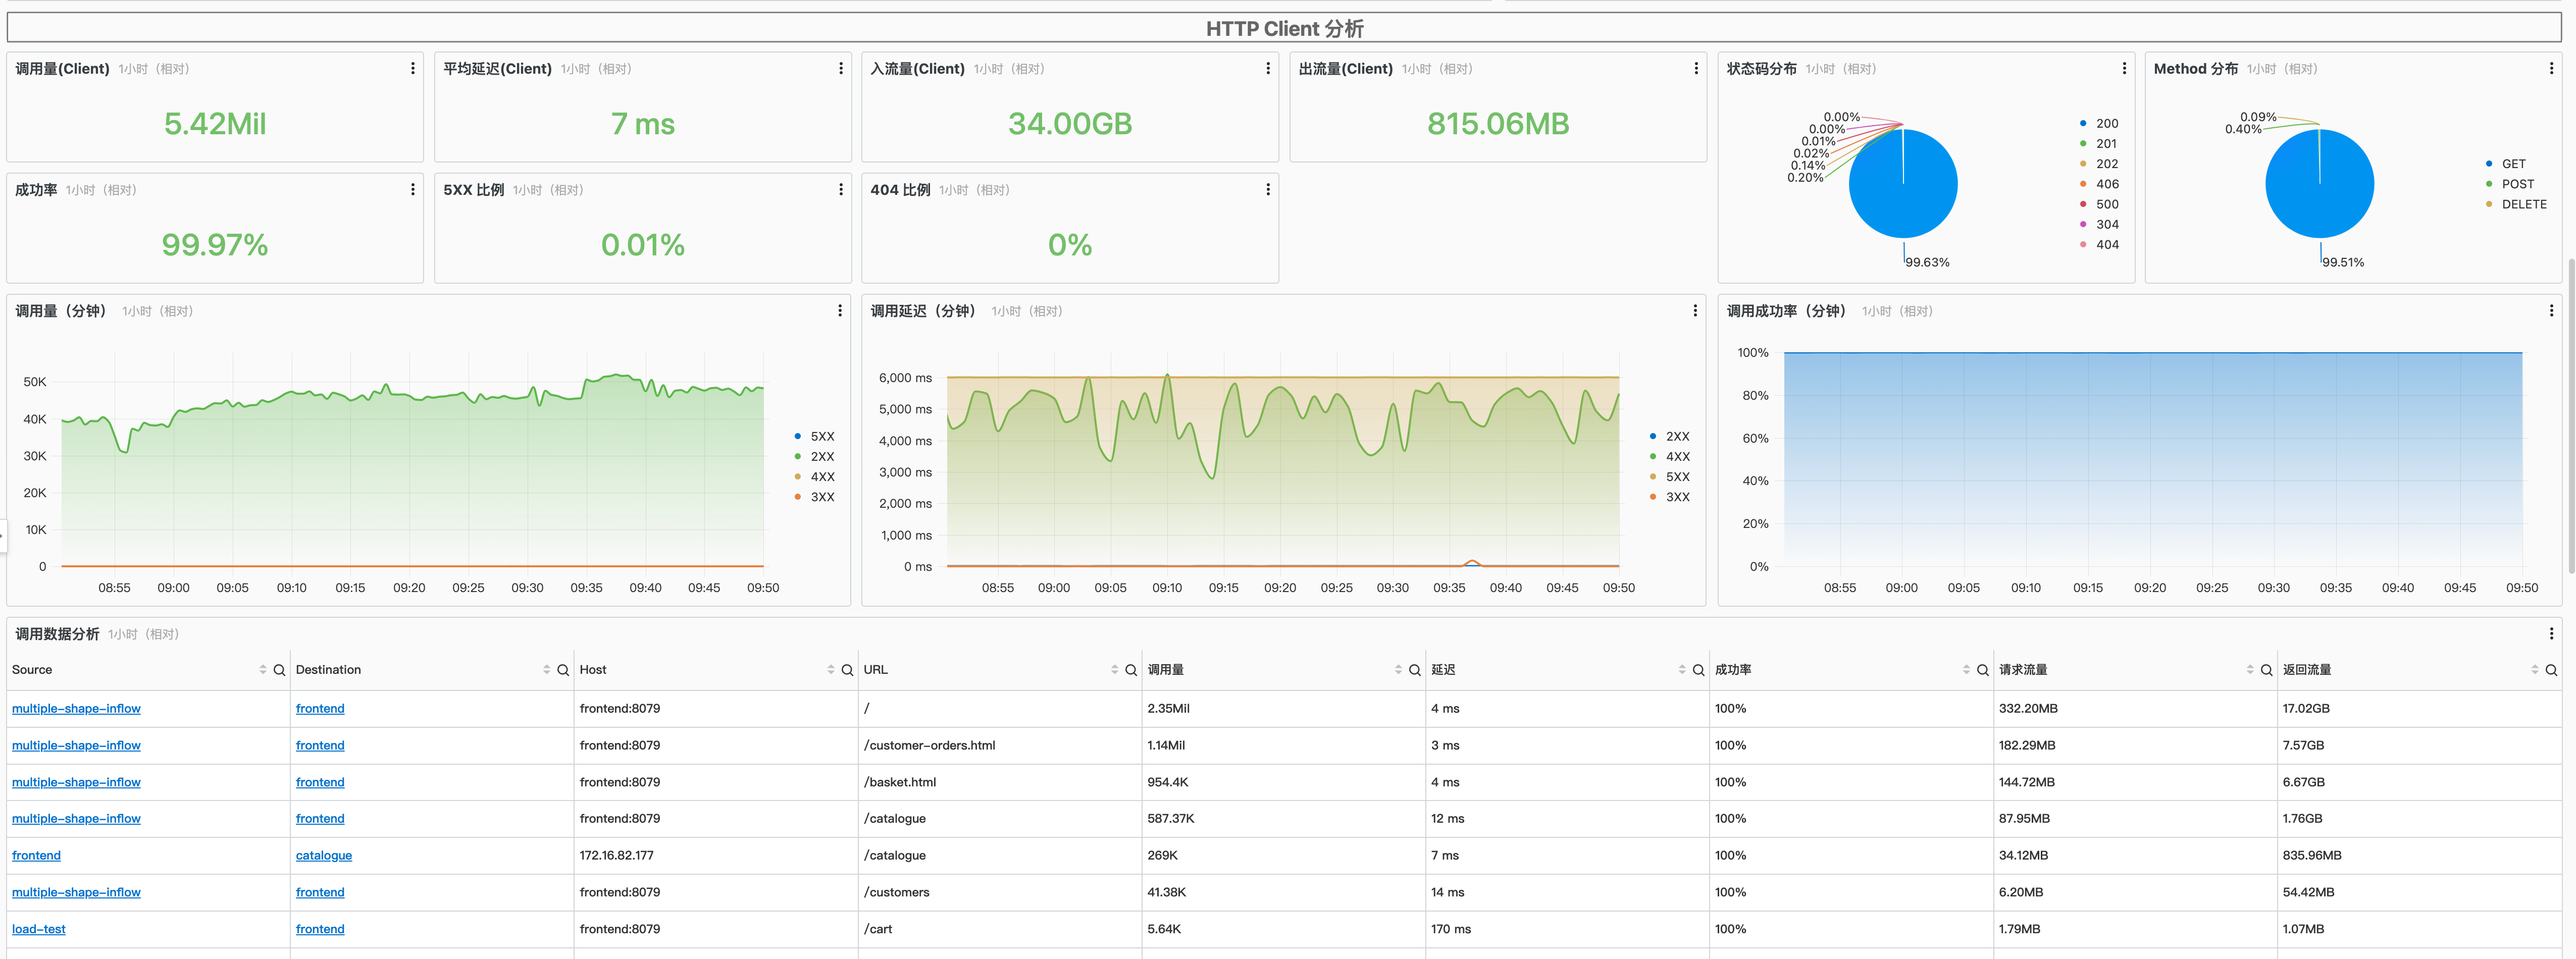 HTTP Client 分析
调用量(Client) 1小时（相对）
5.42Mil
平均延迟(Client) 1小时（相对）
7 ms
入流量(Client) 1小时（相对）
34.00GB
出流量(Client) 1小时（相对）
815.06MB
状态码分布 1小时（相对）
0.00%
0.00%
0.01%
0.02%
0.14%
0.20%
99.63%
200
201
202
406
500
304
404
Method 分布 1小时（相对）
0.09%
0.40%
99.51%
GET
POST
DELETE
成功率 1小时（相对）
99.97%
5XX 比例 1小时（相对）
0.01%
404 比例 1小时（相对）
0%
调用量（分钟） 1小时（相对）
50K
40K
30K
20K
10K
0
08:55 09:00 09:05 09:10 09:15 09:20 09:25 09:30 09:35 09:40 09:45 09:50
5XX
2XX
4XX
3XX
调用延迟（分钟） 1小时（相对）
6,000 ms
5,000 ms
4,000 ms
3,000 ms
2,000 ms
1,000 ms
0 ms
08:55 09:00 09:05 09:10 09:15 09:20 09:25 09:30 09:35 09:40 09:45 09:50
2XX
4XX
5XX
3XX
调用成功率（分钟） 1小时（相对）
100%
80%
60%
40%
20%
0%
08:55 09:00 09:05 09:10 09:15 09:20 09:25 09:30 09:35 09:40 09:45 09:50
调用数据分析 1小时（相对）
Source Destination Host URL 调用量 延迟 成功率 请求流量 返回流量
multiple-shape-inflow frontend frontend:8079 / 2.35Mil 4 ms 100% 332.20MB 17.02GB
multiple-shape-inflow frontend frontend:8079 /customer-orders.html 1.14Mil 3 ms 100% 182.29MB 7.57GB
multiple-shape-inflow frontend frontend:8079 /basket.html 954.4K 4 ms 100% 144.72MB 6.67GB
multiple-shape-inflow frontend frontend:8079 /catalogue 587.37K 12 ms 100% 87.95MB 1.76GB
frontend catalogue 172.16.82.177 /catalogue 269K 7 ms 100% 34.12MB 835.96MB
multiple-shape-inflow frontend frontend:8079 /customers 41.38K 14 ms 100% 6.20MB 54.42MB
load-test frontend frontend:8079 /cart 5.64K 170 ms 100% 1.79MB 1.07MB